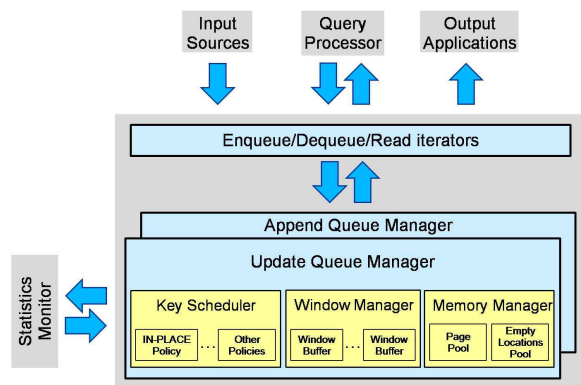 Input
Sources
Query
Processor
Output
Applications
Enqueue/Dequeue/Read iterators
Append Queue Manager
Update Queue Manager
Statistics
Monitor
Key Scheduler
IN-PLACE
Policy
...
Other
Policies
Window Manager
Window
Buffer
...
Window
Buffer
Memory Manager
Page
Pool
Empty
Locations
Pool